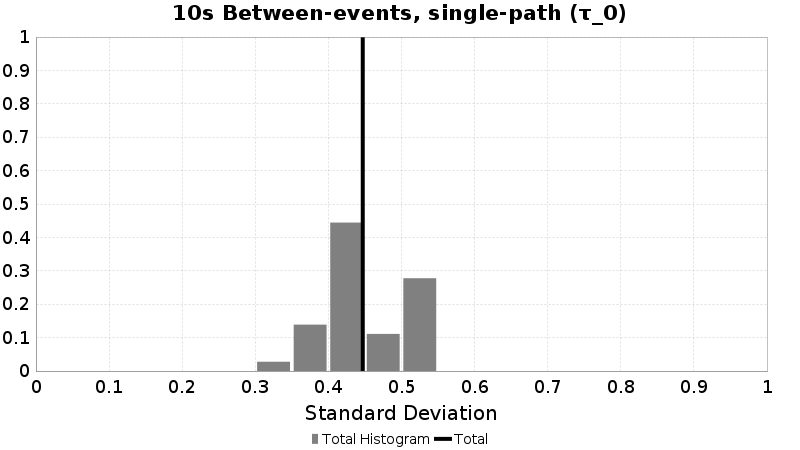 10s Between-events, single-path (τ_0)
1
0.9
0.8
0.7
0.6
0.5
0.4
0.3
0.2
0.1
0
0 0.1 0.2 0.3 0.4 0.5 0.6 0.7 0.8 0.9 1
Standard Deviation
Total Histogram Total